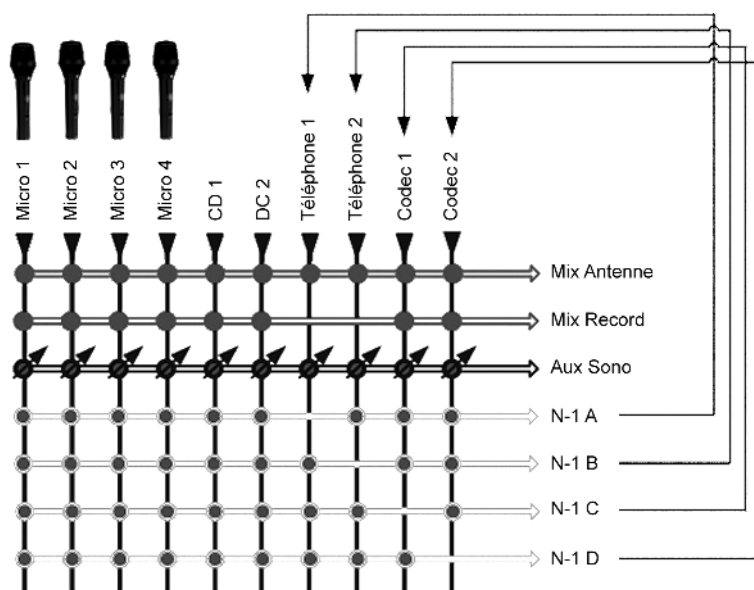 Micro 1
Micro 2
Micro 3
Micro 4
CD 1
DC 2
Téléphone 1
Téléphone 2
Codec 1
Codec 2
Mix Antenne
Mix Record
Aux Sono
N-1 A
N-1 B
N-1 C
N-1 D